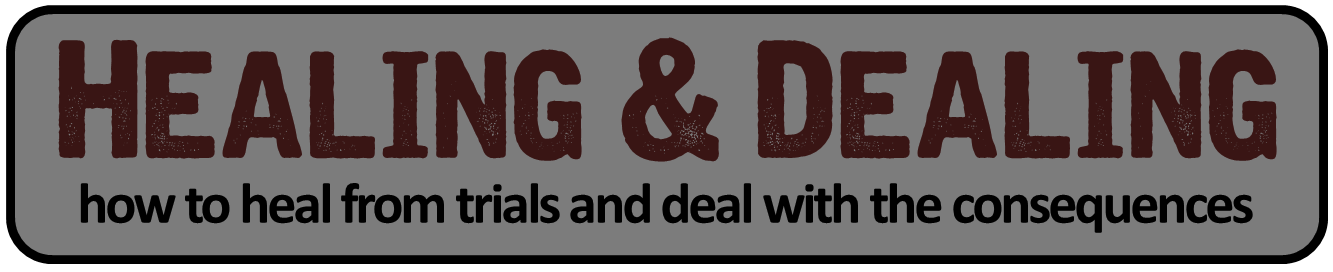 HEALING & DEALING
how to heal from trials and deal with the consequences